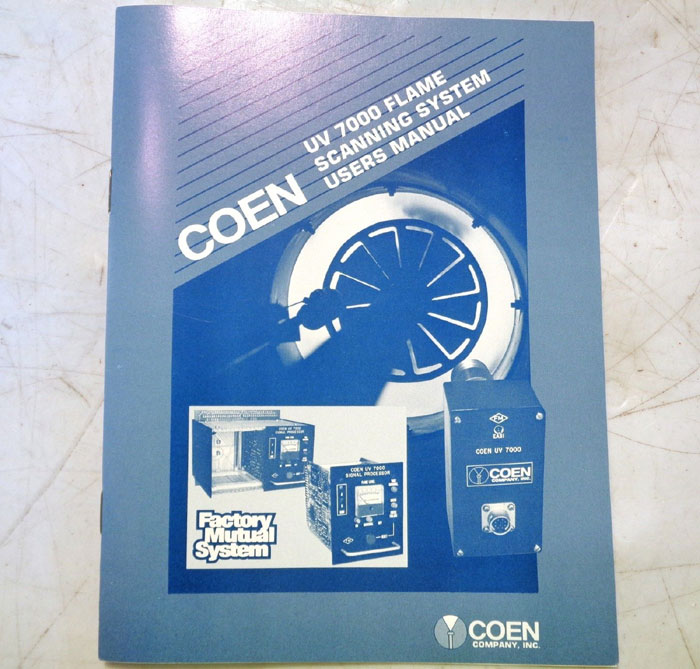 UV 7000 FLAME
SCANNING SYSTEM
USERS MANUAL
COEN
FM
COEN UV 7000
COEN
COMPANY, INC.
COEN UV 7000
SIGNAL PROCESSOR
COEN UV 7000
SIGNAL PROCESSOR
Factory
Mutual
System
COEN
COMPANY, INC.